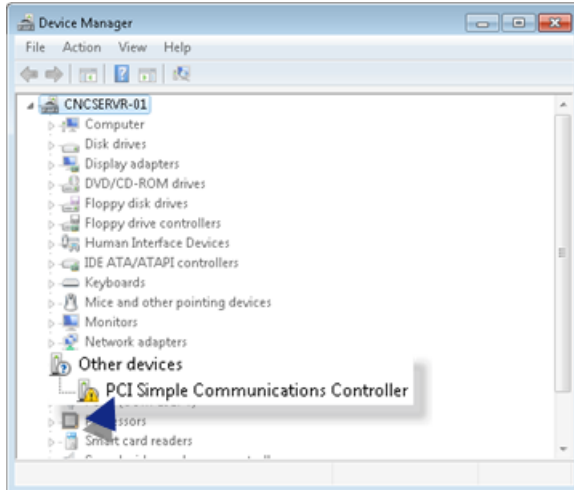 Device Manager
File Action View Help
CNCSERVR-01
Computer
Disk drives
Display adapters
DVD/CD-ROM drives
Floppy disk drives
Floppy drive controllers
Human Interface Devices
IDE ATA/ATAPI controllers
Keyboards
Mice and other pointing devices
Monitors
Network adapters
Other devices
PCI Simple Communications Controller
Smart card readers